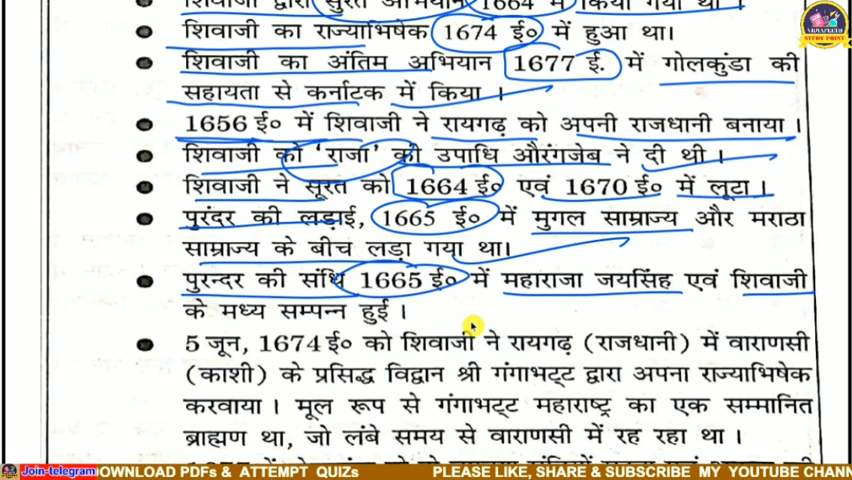 शिवाजी द्वारा सूरत अभियान 1664 में किया गया था।
शिवाजी का राज्याभिषेक 1674 ई० में हुआ था।
शिवाजी का अंतिम अभियान 1677 ई. में गोलकुंडा की
सहायता से कर्नाटक में किया ।
1656 ई० में शिवाजी ने रायगढ़ को अपनी राजधानी बनाया ।
शिवाजी को 'राजा' की उपाधि औरंगजेब ने दी थी ।
शिवाजी ने सूरत को 1664 ई० एवं 1670 ई० में लूटा ।
पुरंदर की लड़ाई, 1665 ई० में मुगल साम्राज्य और मराठा
साम्राज्य के बीच लड़ा गया था।
पुरन्दर की संधि 1665 ई० में महाराजा जयसिंह एवं शिवाजी
के मध्य सम्पन्न हुई ।
5 जून, 1674 ई० को शिवाजी ने रायगढ़ (राजधानी) में वाराणसी
(काशी) के प्रसिद्ध विद्वान श्री गंगाभट्ट द्वारा अपना राज्याभिषेक
करवाया । मूल रूप से गंगाभट्ट महाराष्ट्र का एक सम्मानित
ब्राह्मण था, जो लंबे समय से वाराणसी में रह रहा था ।
Join-telegram DOWNLOAD PDFs & ATTEMPT QUIZs PLEASE LIKE, SHARE & SUBSCRIBE MY YOUTUBE CHANN
STUDY POINT